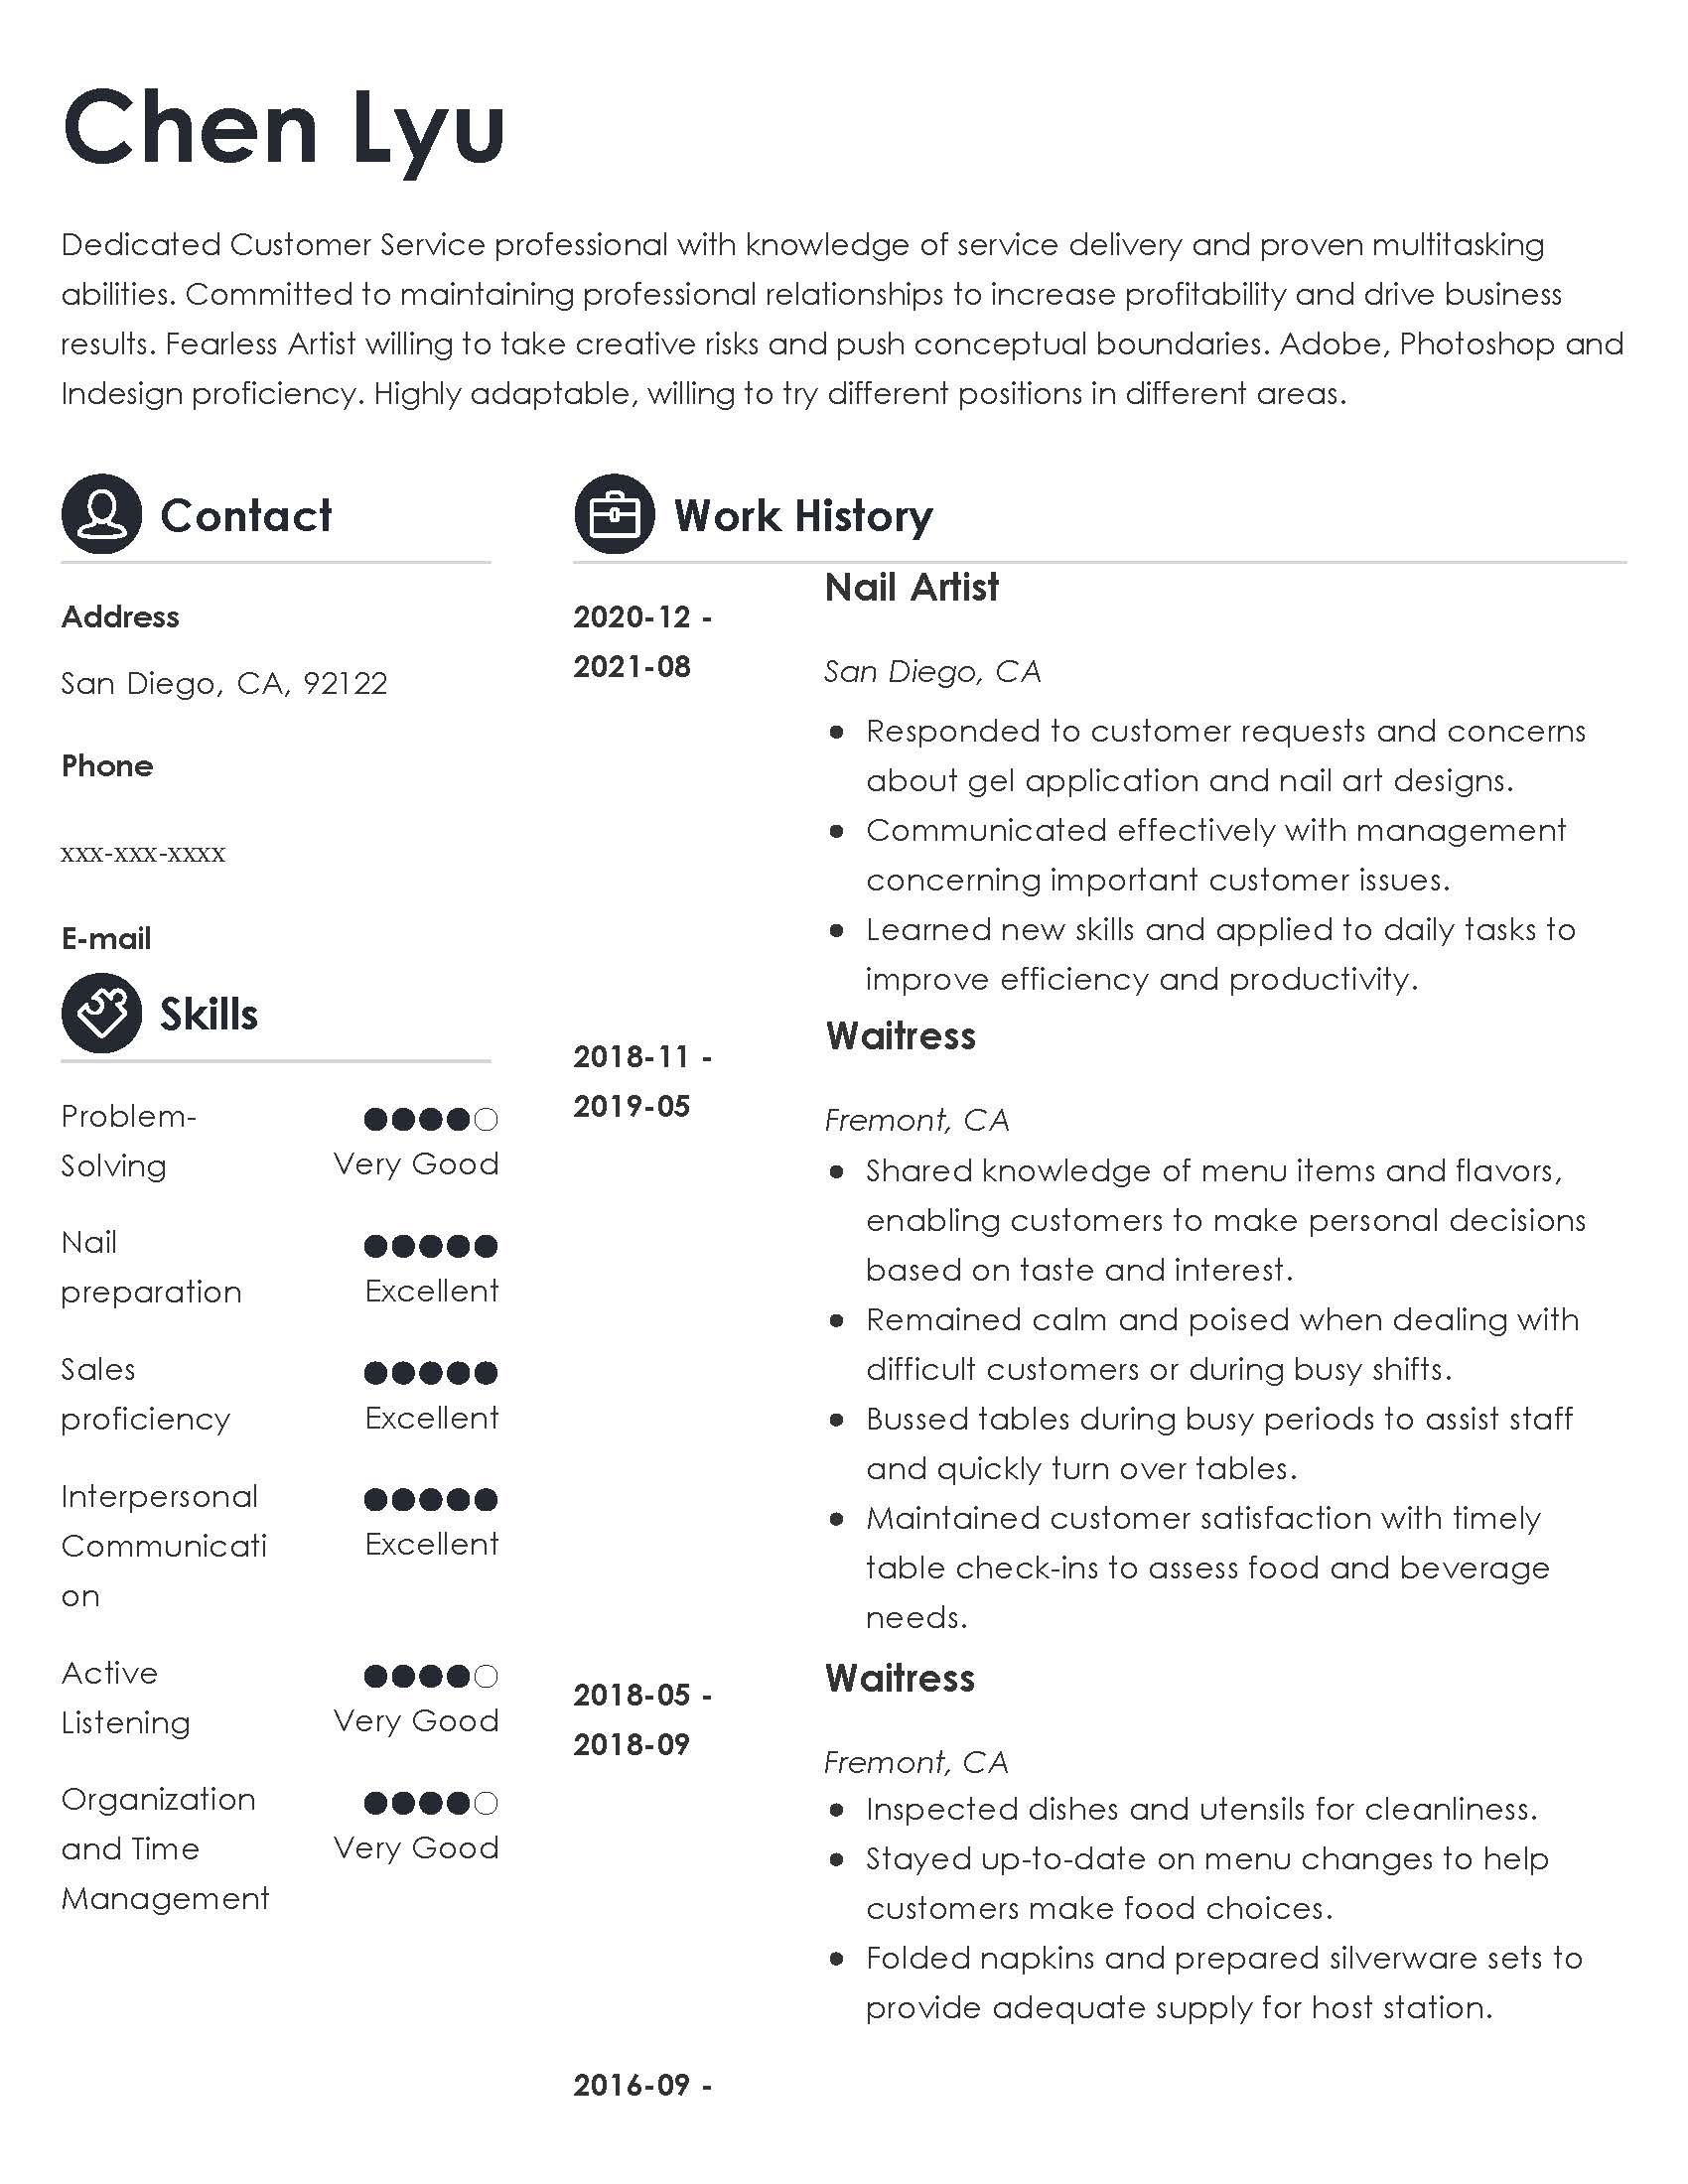 Chen Lyu
Dedicated Customer Service professional with knowledge of service delivery and proven multitasking
abilities. Committed to maintaining professional relationships to increase profitability and drive business
results. Fearless Artist willing to take creative risks and push conceptual boundaries. Adobe, Photoshop and
Indesign proficiency. Highly adaptable, willing to try different positions in different areas.
Contact
Address
San Diego, CA, 92122
Phone
xxx-xxx-xxxx
E-mail
Skills
Problem-
Solving
Very Good
Nail
preparation
Excellent
Sales
proficiency
Excellent
Interpersonal
Communicati
on
Excellent
Active
Listening
Very Good
Organization
and Time
Management
Very Good
Work History
2020-12 -
2021-08
Nail Artist
San Diego, CA
Responded to customer requests and concerns
about gel application and nail art designs.
Communicated effectively with management
concerning important customer issues.
Learned new skills and applied to daily tasks to
improve efficiency and productivity.
2018-11 -
2019-05
Waitress
Fremont, CA
Shared knowledge of menu items and flavors,
enabling customers to make personal decisions
based on taste and interest.
Remained calm and poised when dealing with
difficult customers or during busy shifts.
Bussed tables during busy periods to assist staff
and quickly turn over tables.
Maintained customer satisfaction with timely
table check-ins to assess food and beverage
needs.
2018-05 -
2018-09
Waitress
Fremont, CA
Inspected dishes and utensils for cleanliness.
Stayed up-to-date on menu changes to help
customers make food choices.
Folded napkins and prepared silverware sets to
provide adequate supply for host station.
2016-09 -